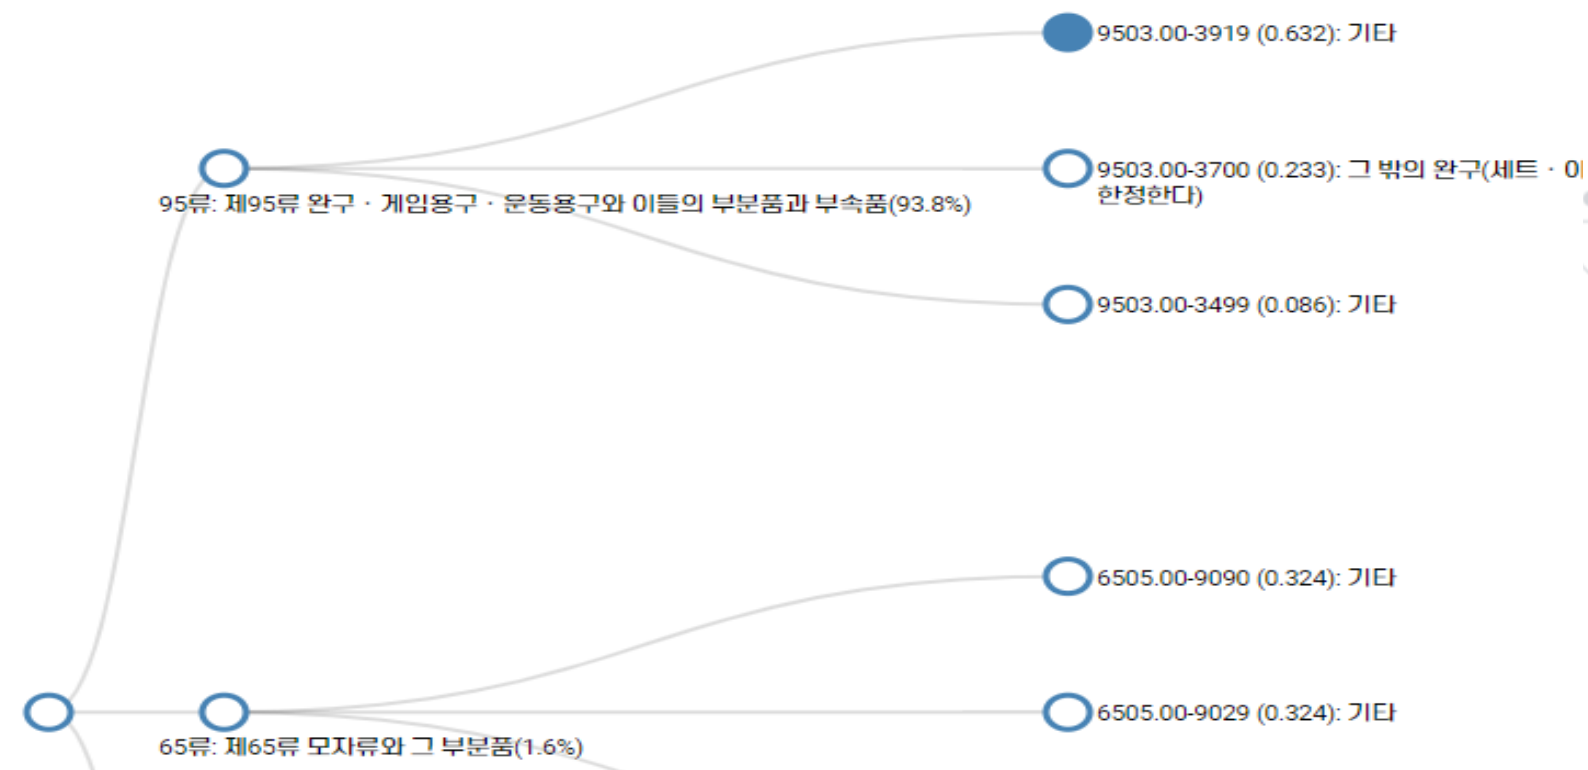 9503.00-3919 (0.632): 기타
9503.00-3700 (0.233): 그 밖의 완구(세트 ·
한정한다)
95류: 제95류 완구 · 게임용구 · 운동용구와 이들의 부분품과 부속품(93.8%)
9503.00-3499 (0.086): 기타
6505.00-9090 (0.324): 기타
6505.00-9029 (0.324): 기타
65류: 제65류 모자류와 그 부분품(1.6%)